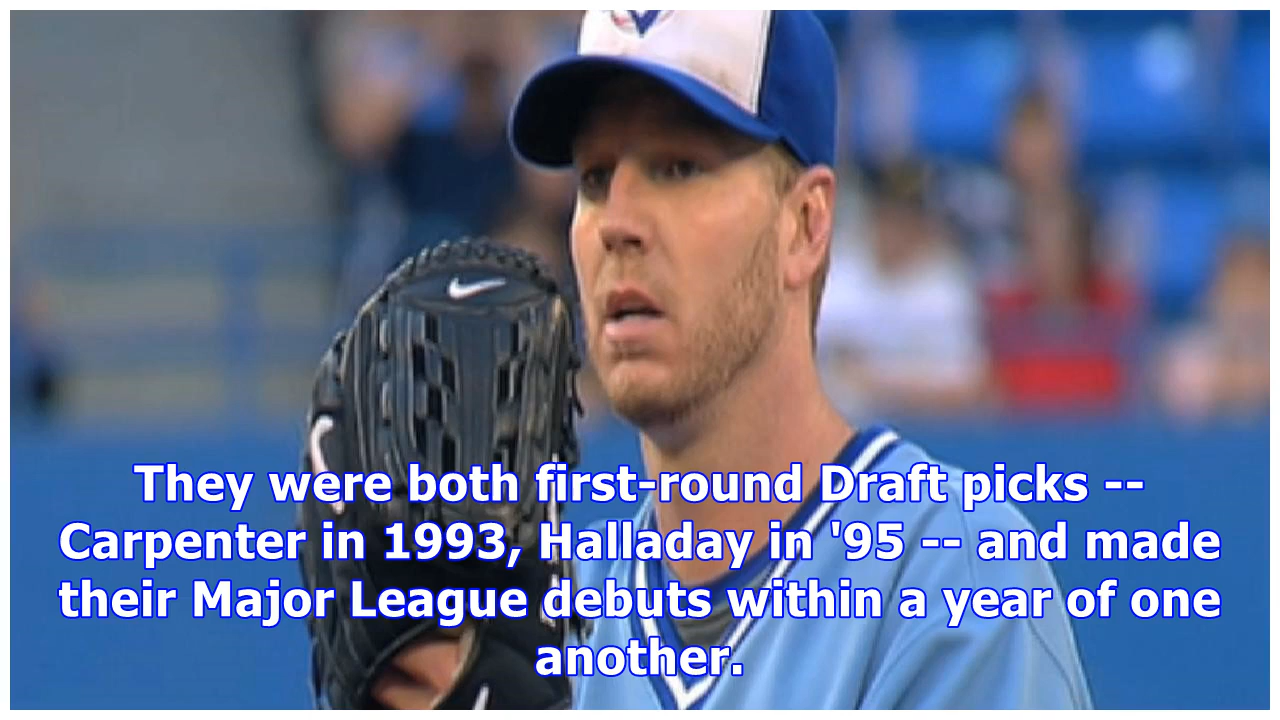 They were both first-round Draft picks --
Carpenter in 1993, Halladay in '95 -- and made
their Major League debuts within a year of one
another.